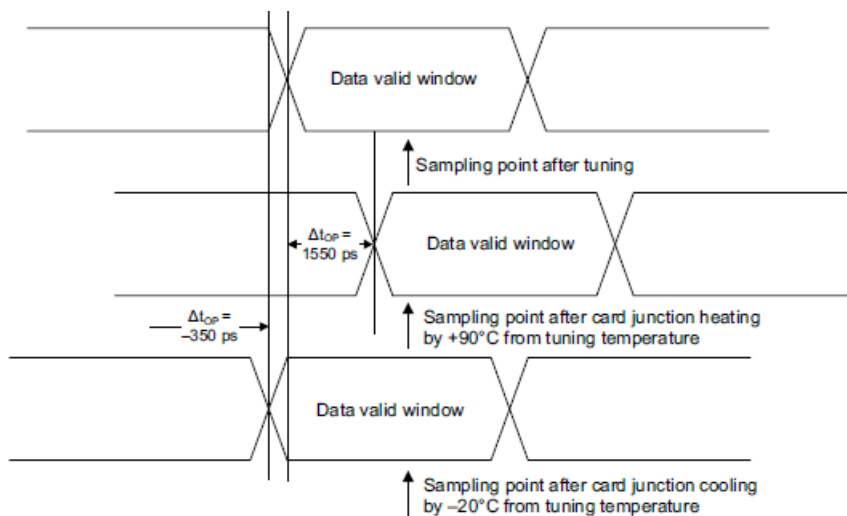 Data valid window
Sampling point after tuning
Δt_OP =
1550 ps
Data valid window
Δt_OP =
–350 ps
Sampling point after card junction heating
by +90°C from tuning temperature
Data valid window
Sampling point after card junction cooling
by –20°C from tuning temperature